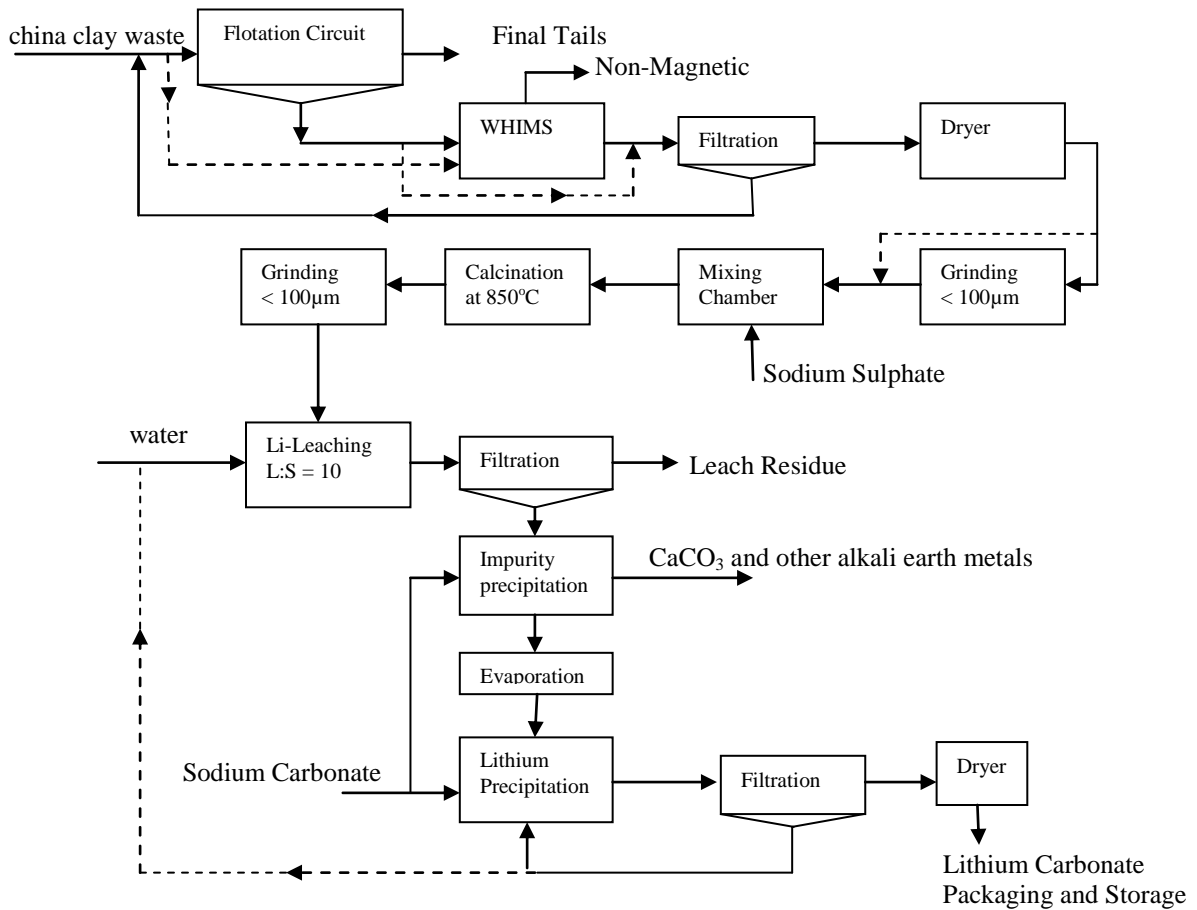 china clay waste
Flotation Circuit
Final Tails
Non-Magnetic
WHIMS
Filtration
Dryer
Grinding
< 100µm
Calcination
at 850°C
Mixing
Chamber
Grinding
< 100µm
Sodium Sulphate
water
Li-Leaching
L:S = 10
Filtration
Leach Residue
Impurity
precipitation
CaCO₃ and other alkali earth metals
Evaporation
Sodium Carbonate
Lithium
Precipitation
Filtration
Dryer
Lithium Carbonate
Packaging and Storage